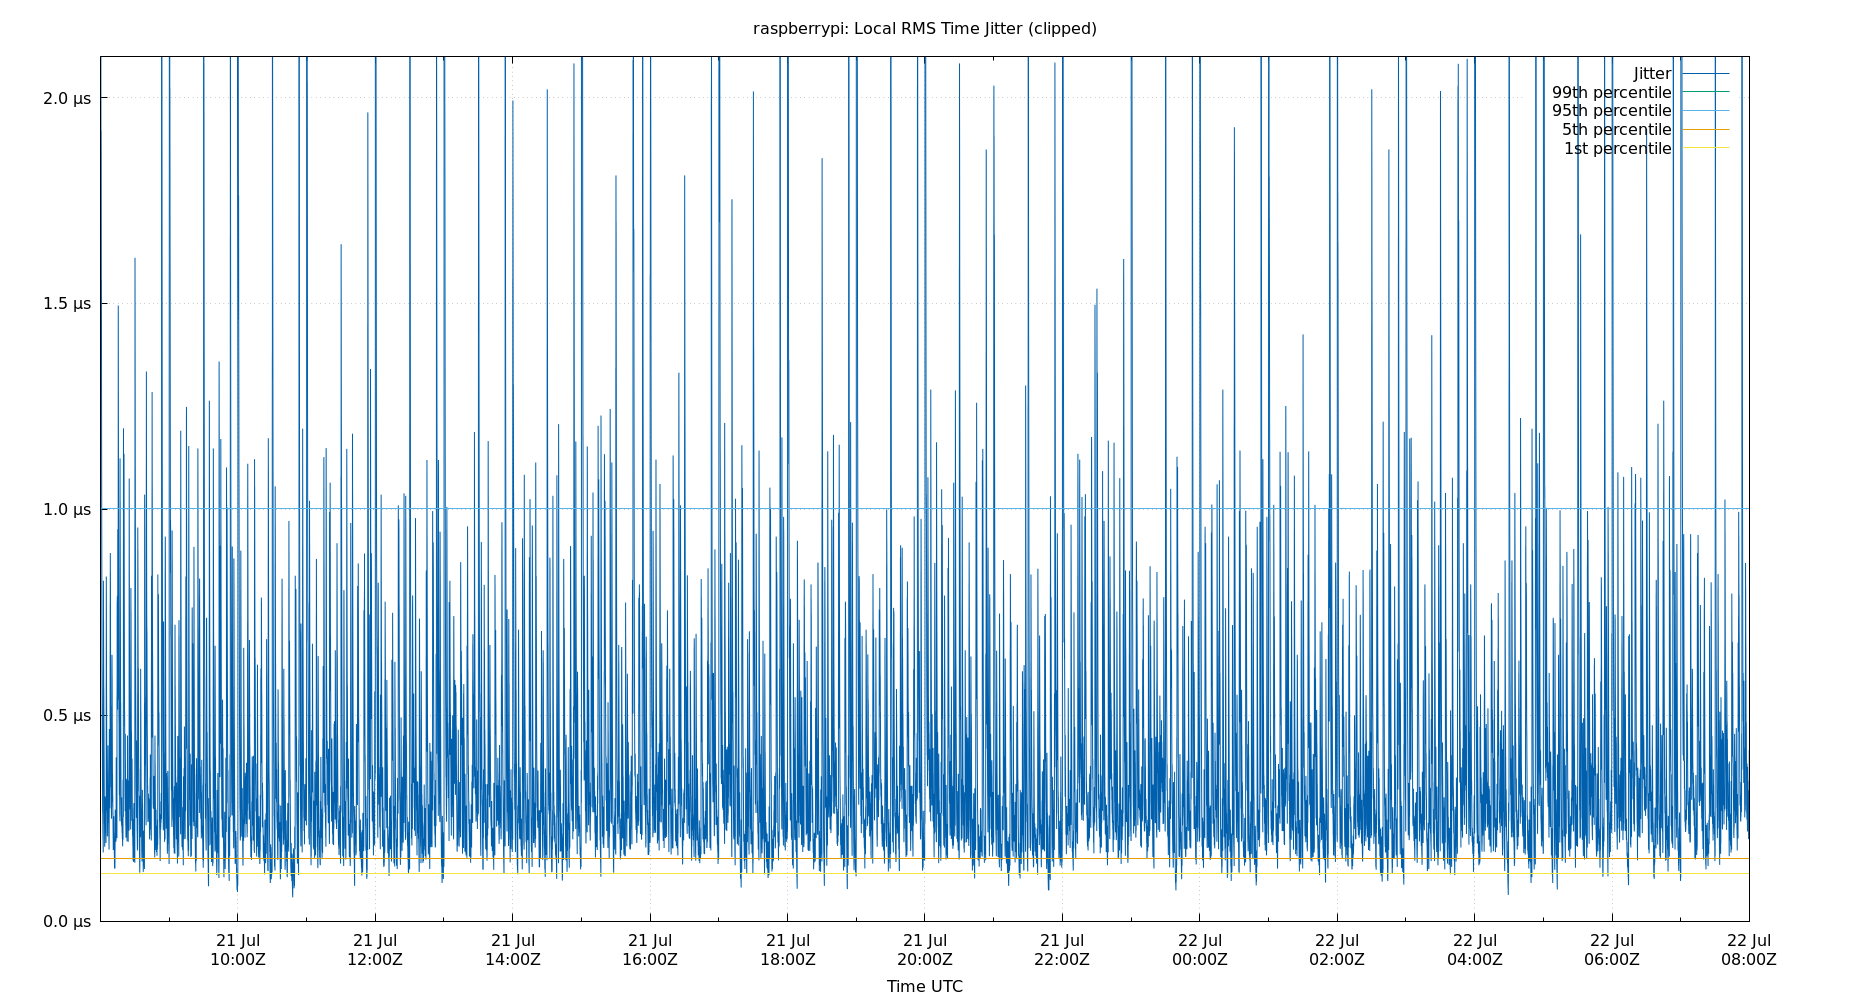 raspberrypi: Local RMS Time Jitter (clipped)
Jitter
99th percentile
95th percentile
5th percentile
1st percentile
2.0 µs
1.5 µs
1.0 µs
0.5 µs
0.0 µs
21 Jul 21 Jul 21 Jul 21 Jul 21 Jul 21 Jul 21 Jul 22 Jul 22 Jul 22 Jul 22 Jul 22 Jul
10:00Z 12:00Z 14:00Z 16:00Z 18:00Z 20:00Z 22:00Z 00:00Z 02:00Z 04:00Z 06:00Z 08:00Z
Time UTC